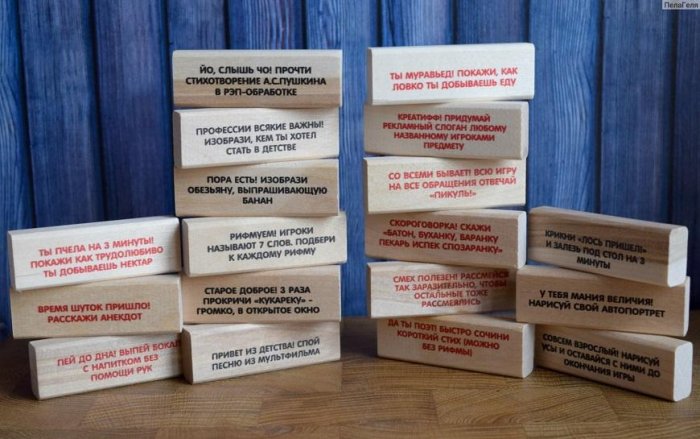 ПелаГеля
ЙО, СЛЫШЬ ЧО! ПРОЧТИ
СТИХОТВОРЕНИЕ А.С.ПУШКИНА
В РЭП-ОБРАБОТКЕ
ПРОФЕССИИ ВСЯКИЕ ВАЖНЫ!
ИЗОБРАЗИ, КЕМ ТЫ ХОТЕЛ
СТАТЬ В ДЕТСТВЕ
ПОРА ЕСТЬ! ИЗОБРАЗИ
ОБЕЗЬЯНУ, ВЫПРАШИВАЮЩУЮ
БАНАН
РИФМУЕМ! ИГРОКИ
НАЗЫВАЮТ 7 СЛОВ. ПОДБЕРИ
К КАЖДОМУ РИФМУ
СТАРОЕ ДОБРОЕ! 3 РАЗА
ПРОКРИЧИ «КУКАРЕКУ» -
ГРОМКО, В ОТКРЫТОЕ ОКНО
ПРИВЕТ ИЗ ДЕТСТВА! СПОЙ
ПЕСНЮ ИЗ МУЛЬТФИЛЬМА
ТЫ ПЧЕЛА НА 3 МИНУТЫ!
ПОКАЖИ КАК ТРУДОЛЮБИВО
ТЫ ДОБЫВАЕШЬ НЕКТАР
ВРЕМЯ ШУТОК ПРИШЛО!
РАССКАЖИ АНЕКДОТ
ПЕЙ ДО ДНА! ВЫПЕЙ БОКАЛ
С НАПИТКОМ БЕЗ
ПОМОЩИ РУК
ТЫ МУРАВЬЕД! ПОКАЖИ, КАК
ЛОВКО ТЫ ДОБЫВАЕШЬ ЕДУ
КРЕАТИФФ! ПРИДУМАЙ
РЕКЛАМНЫЙ СЛОГАН ЛЮБОМУ
НАЗВАННОМУ ИГРОКАМИ
ПРЕДМЕТУ
СО ВСЕМИ БЫВАЕТ! ВСЮ ИГРУ
НА ВСЕ ОБРАЩЕНИЯ ОТВЕЧАЙ
"ПИКУЛЬ!"
СКОРОГОВОРКА! СКАЖИ
«БАТОН, БУХАНКУ, БАРАНКУ
ПЕКАРЬ ИСПЕК СПОЗАРАНКУ»
СМЕХ ПОЛЕЗЕН! РАССМЕЙСЯ
ТАК ЗАРАЗИТЕЛЬНО, ЧТОБЫ
ОСТАЛЬНЫЕ ТОЖЕ
РАССМЕЯЛИСЬ
ДА ТЫ ПОЭТ! БЫСТРО СОЧИНИ
КОРОТКИЙ СТИХ (МОЖНО
БЕЗ РИФМЫ)
КРИКНИ «ЛОСЬ ПРИШЕЛ!»
И ЗАЛЕЗЬ ПОД СТОЛ НА 3
МИНУТЫ
У ТЕБЯ МАНИЯ ВЕЛИЧИЯ!
НАРИСУЙ СВОЙ АВТОПОРТРЕТ
СОВСЕМ ВЗРОСЛЫЙ! НАРИСУЙ
УСЫ И ОСТАВАЙСЯ С НИМИ ДО
ОКОНЧАНИЯ ИГРЫ